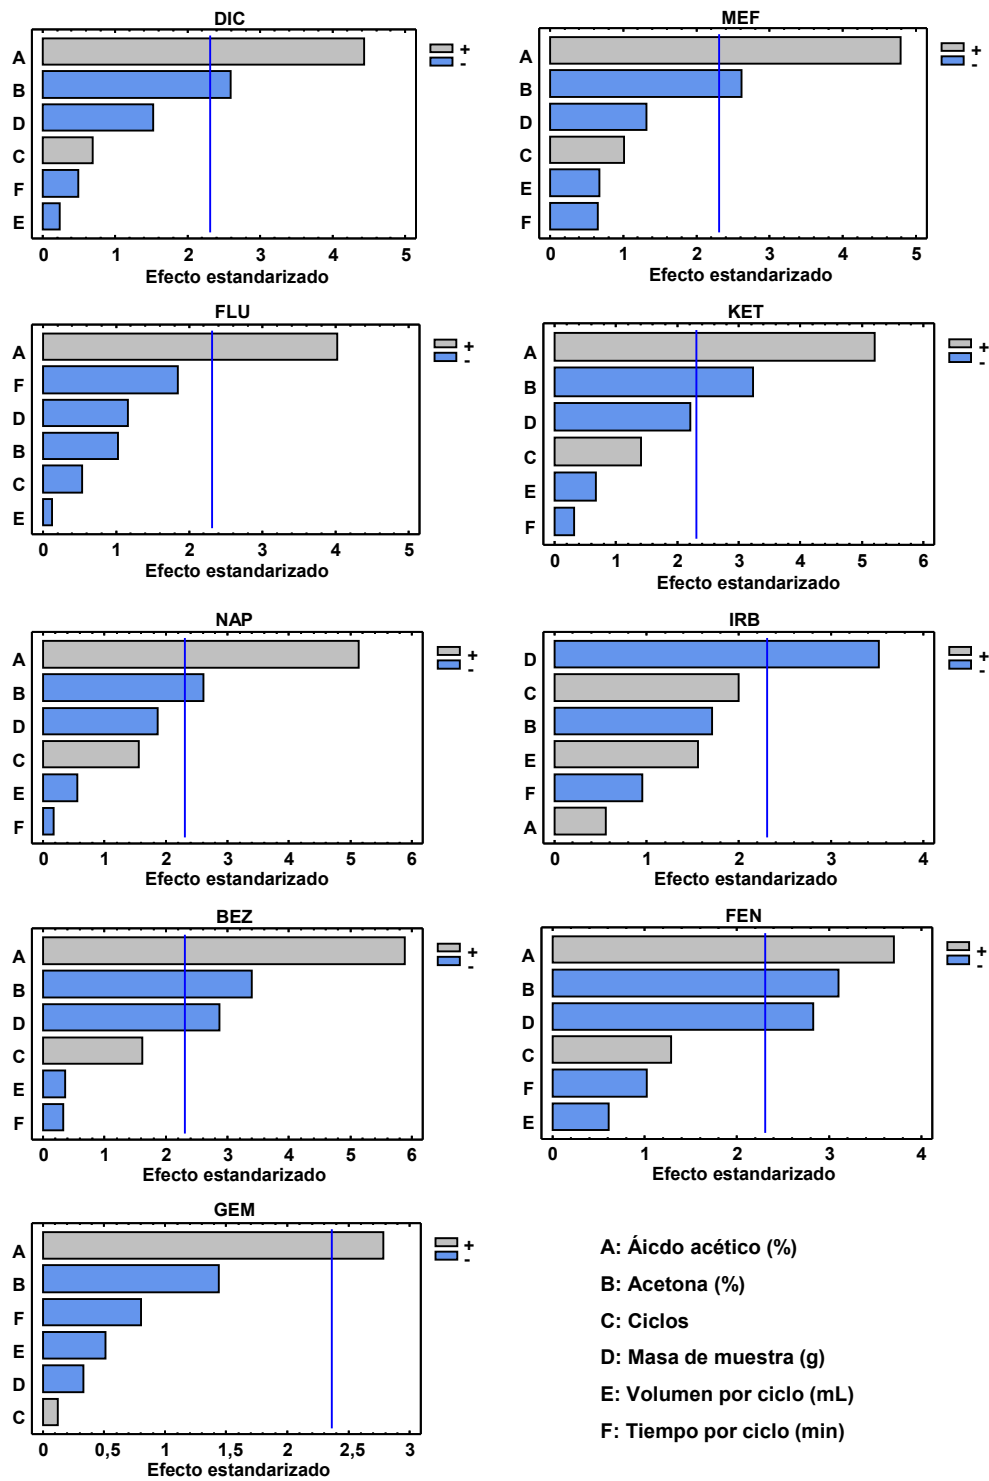 DIC
A
B
D
C
F
E
+
-
0 1 2 3 4 5
Efecto estandarizado
MEF
A
B
D
C
E
F
+
-
0 1 2 3 4 5
Efecto estandarizado
FLU
A
F
D
B
C
E
+
-
0 1 2 3 4 5
Efecto estandarizado
KET
A
B
D
C
E
F
+
-
0 1 2 3 4 5 6
Efecto estandarizado
NAP
A
B
D
C
E
F
+
-
0 1 2 3 4 5 6
Efecto estandarizado
IRB
D
C
B
E
F
A
+
-
0 1 2 3 4
Efecto estandarizado
BEZ
A
B
D
C
E
F
+
-
0 1 2 3 4 5 6
Efecto estandarizado
FEN
A
B
D
C
F
E
+
-
0 1 2 3 4
Efecto estandarizado
GEM
A
B
F
E
D
C
+
-
0 0,5 1 1,5 2 2,5 3
Efecto estandarizado
A: Áicdo acético (%)
B: Acetona (%)
C: Ciclos
D: Masa de muestra (g)
E: Volumen por ciclo (mL)
F: Tiempo por ciclo (min)